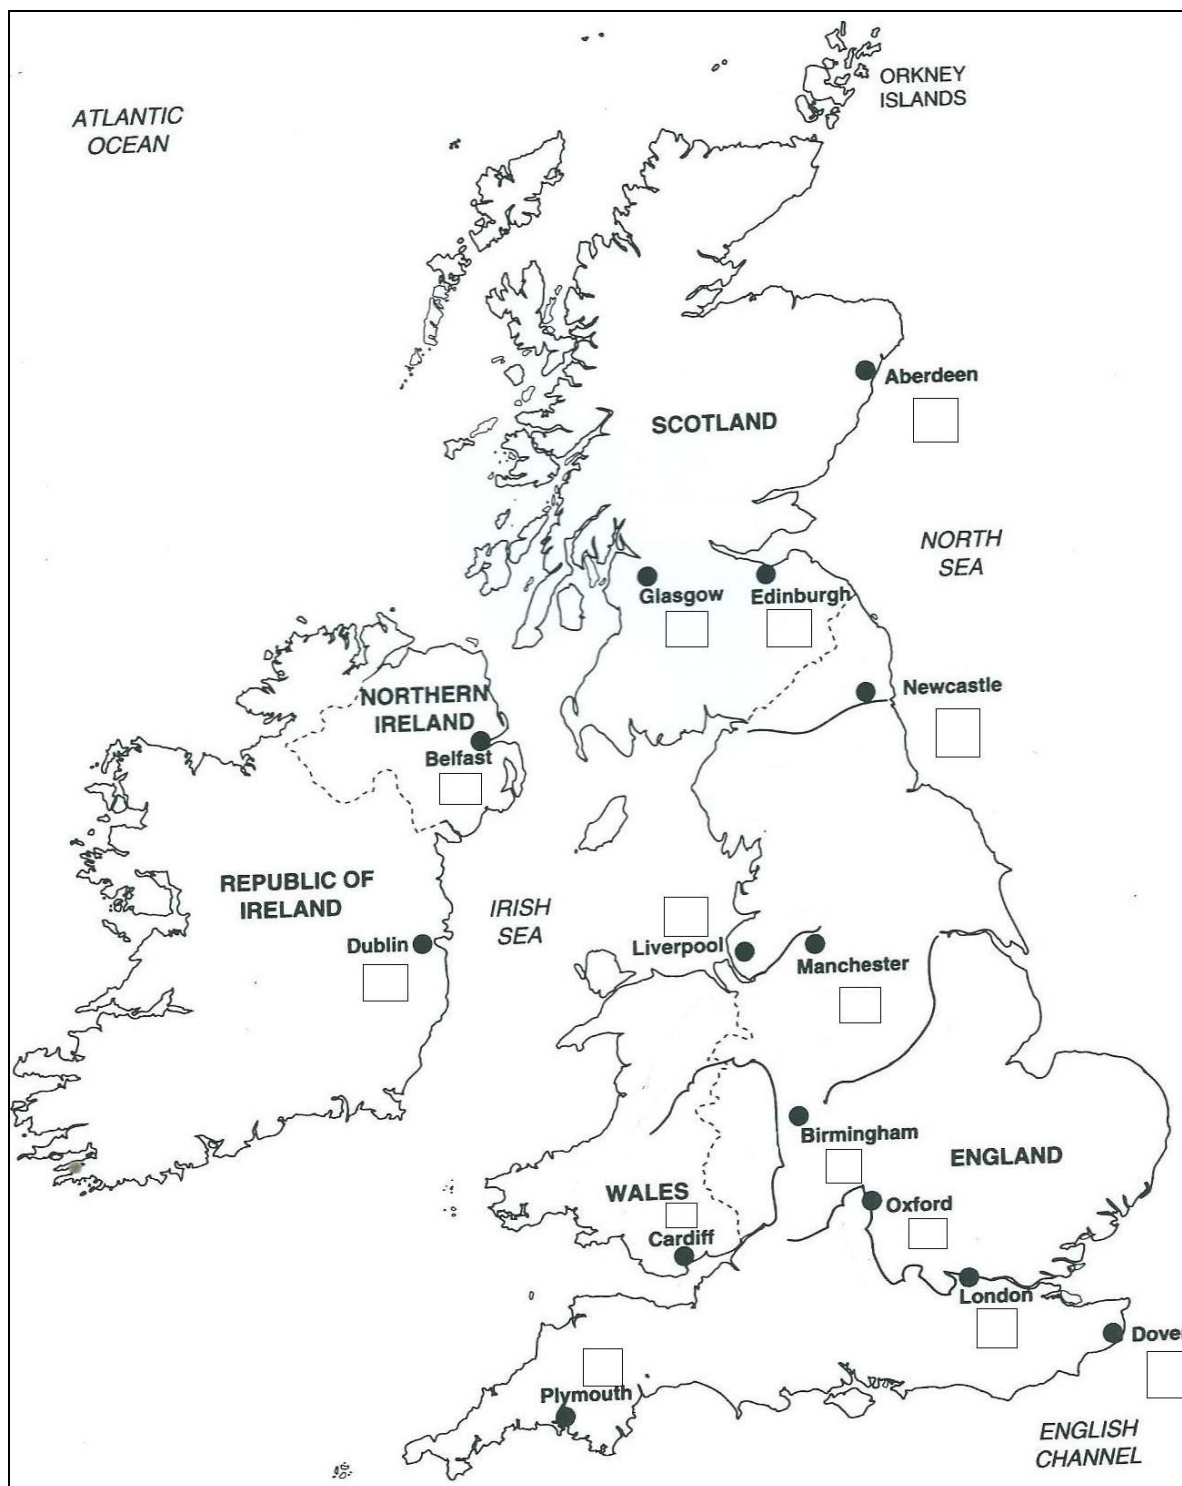 ORKNEY
ISLANDS
ATLANTIC
OCEAN
Aberdeen
SCOTLAND
NORTH
SEA
Glasgow
Edinburgh
NORTHERN
IRELAND
Newcastle
Belfast
REPUBLIC OF
IRELAND
IRISH
SEA
Dublin
Liverpool
Manchester
Birmingham
ENGLAND
WALES
Oxford
Cardiff
London
Dover
Plymouth
ENGLISH
CHANNEL